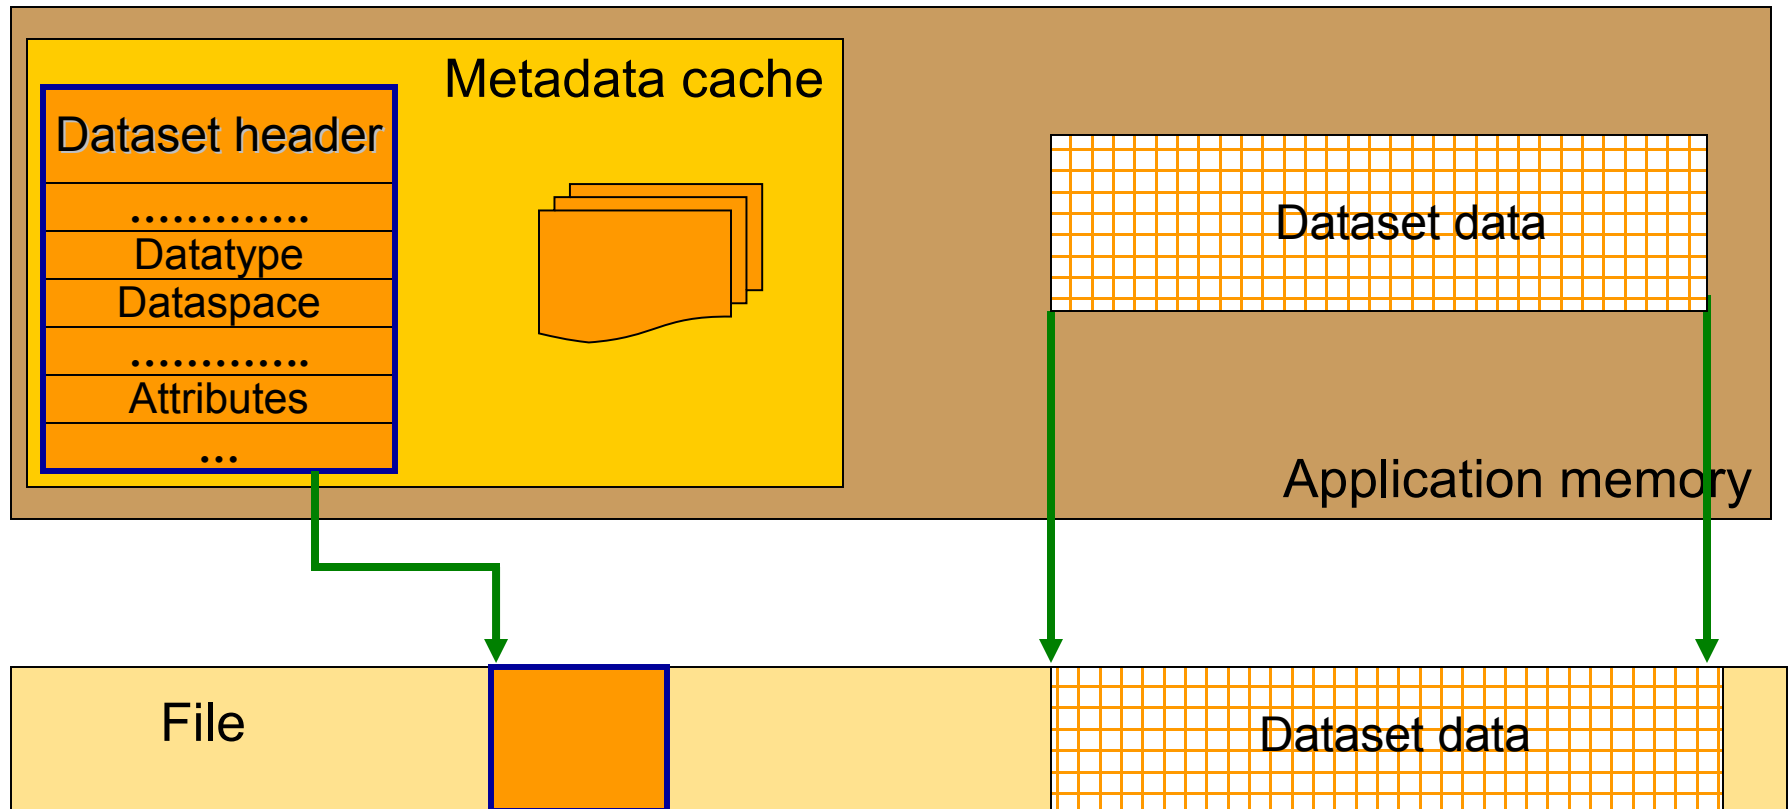 Metadata cache
Dataset header
.............
Datatype
Dataspace
.............
Attributes
...
Dataset data
Application memory
File
Dataset data